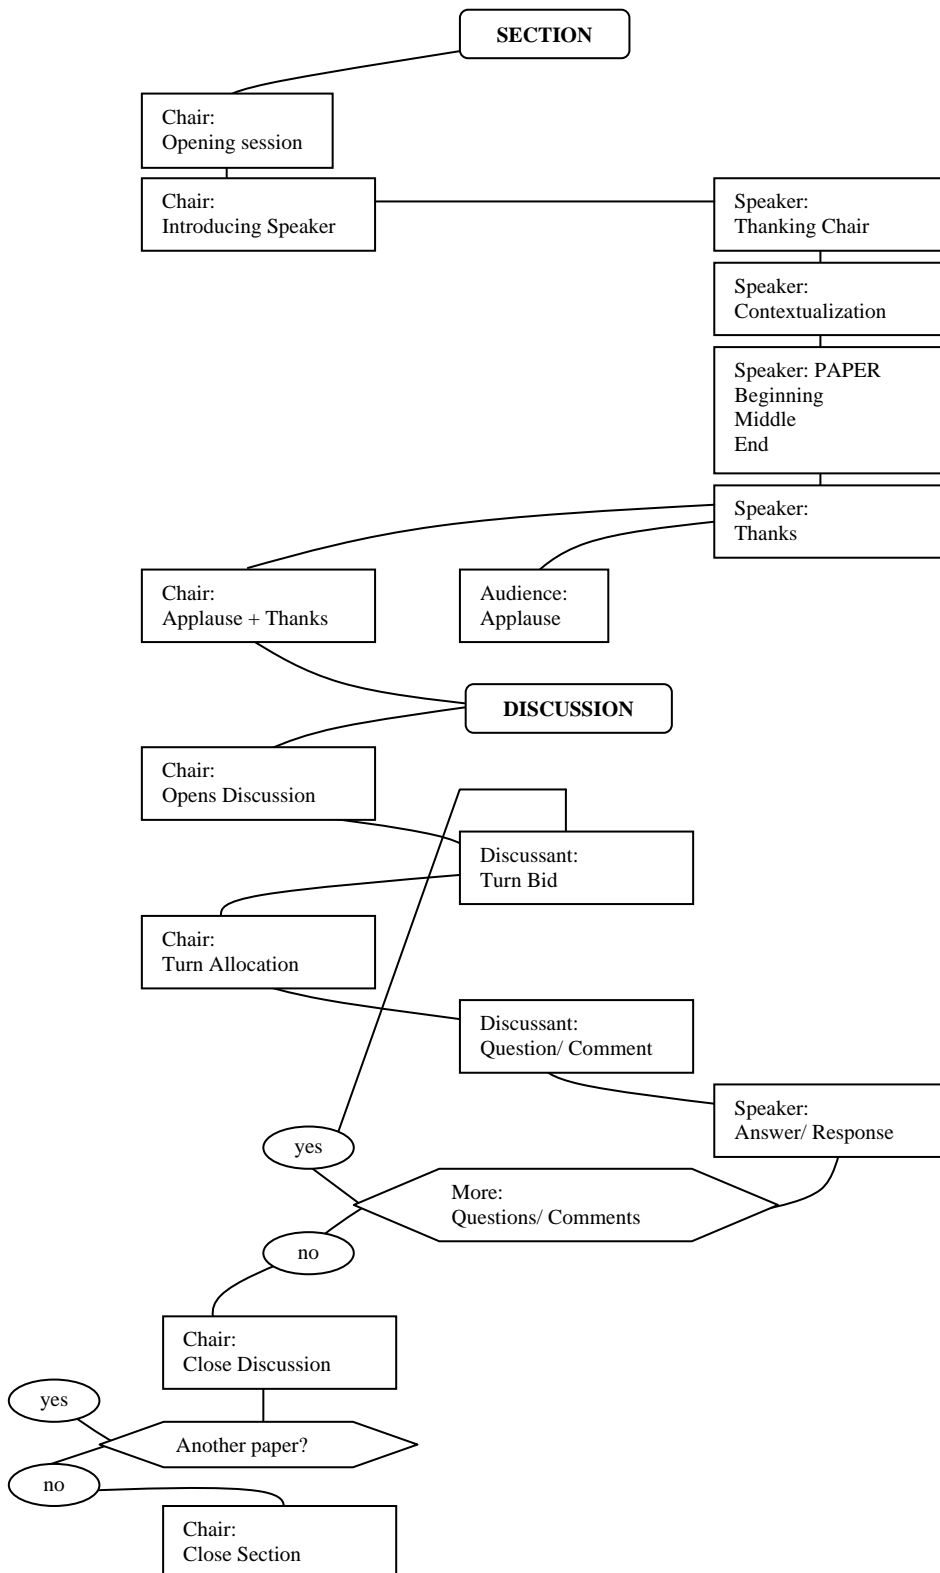 SECTION
Chair:
Opening session
Chair:
Introducing Speaker
Speaker:
Thanking Chair
Speaker:
Contextualization
Speaker: PAPER
Beginning
Middle
End
Speaker:
Thanks
Chair:
Applause + Thanks
Audience:
Applause
DISCUSSION
Chair:
Opens Discussion
Discussant:
Turn Bid
Chair:
Turn Allocation
Discussant:
Question/ Comment
Speaker:
Answer/ Response
yes
More:
Questions/ Comments
no
Chair:
Close Discussion
yes
Another paper?
no
Chair:
Close Section